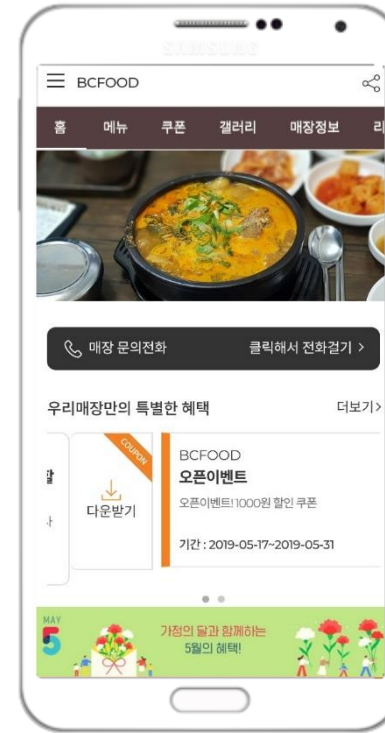 SAMSUNG
BCFOOD
홈 메뉴 쿠폰 갤러리 매장정보 리
매장 문의전화 클릭해서 전화걸기 >
우리매장만의 특별한 혜택 더보기>
COUPON
다운받기
BCFOOD
오픈이벤트
오픈이벤트! 1000원 할인 쿠폰
기간 : 2019-05-17~2019-05-31
MAY
5
가정의 달과 함께하는
5월의 혜택!